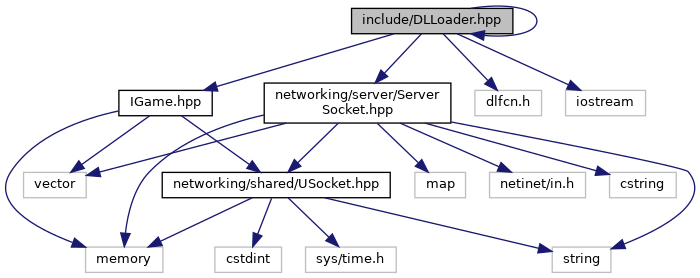 include/DLLoader.hpp
IGame.hpp
networking/server/Server
Socket.hpp
dlfcn.h
iostream
vector
networking/shared/USocket.hpp
map
netinet/in.h
cstring
memory
cstdint
sys/time.h
string